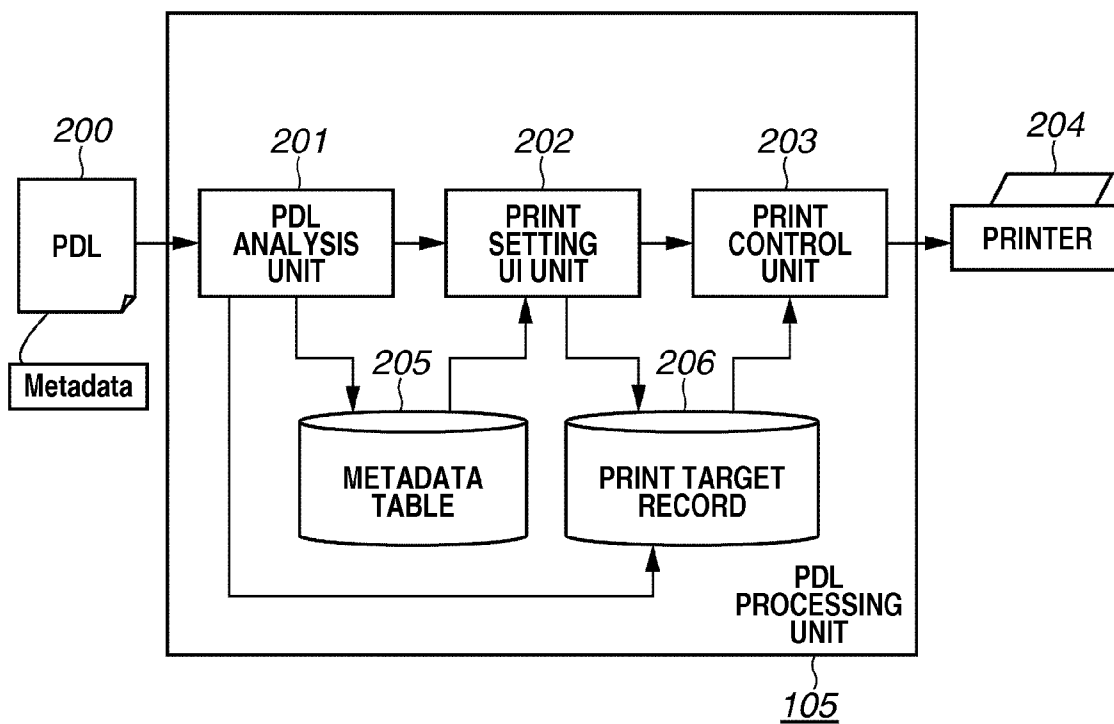 200
201
202
203
204
PDL
PDL
ANALYSIS
UNIT
PRINT
SETTING
UI UNIT
PRINT
CONTROL
UNIT
PRINTER
Metadata
205
206
METADATA
TABLE
PRINT TARGET
RECORD
PDL
PROCESSING
UNIT
105